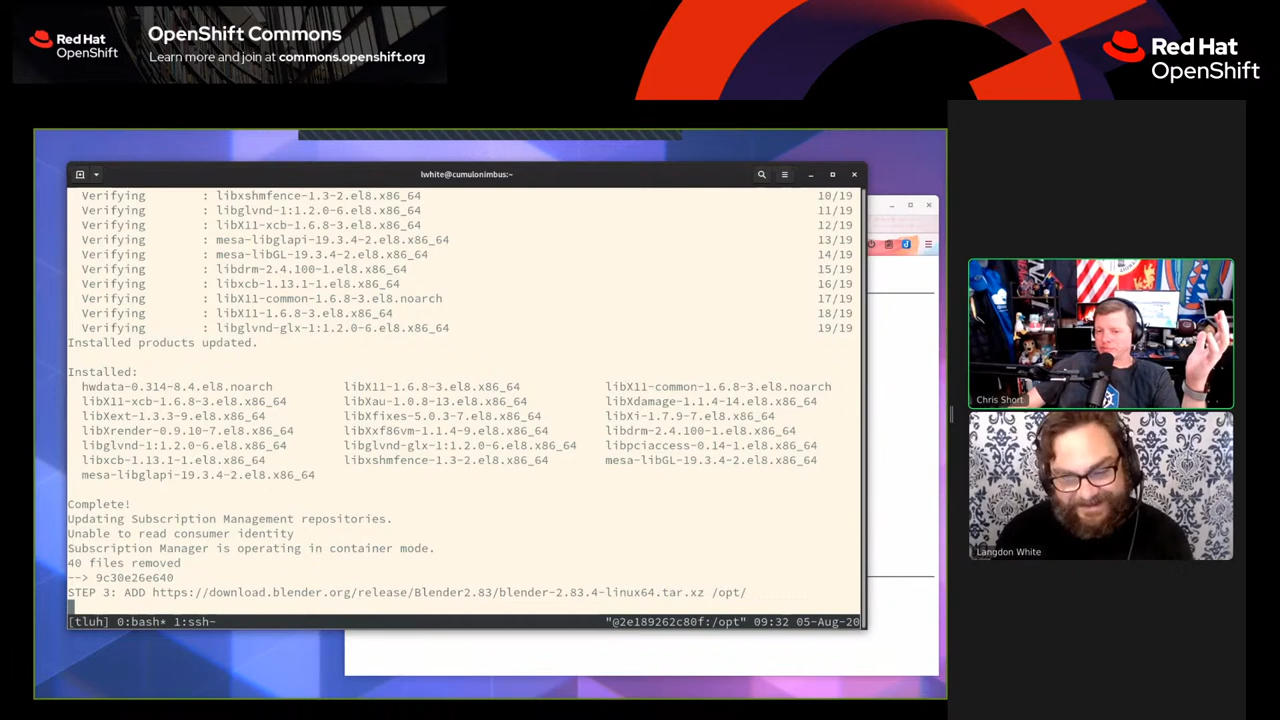 Red Hat
OpenShift
OpenShift Commons
Learn more and join at commons.openshift.org
Red Hat
OpenShift
lwhite@cumulonimbus:~
Verifying : libxshmfence-1.3-2.el8.x86_64 10/19
Verifying : libglvnd-1:1.2.0-6.el8.x86_64 11/19
Verifying : libX11-xcb-1.6.8-3.el8.x86_64 12/19
Verifying : mesa-libglapi-19.3.4-2.el8.x86_64 13/19
Verifying : mesa-libGL-19.3.4-2.el8.x86_64 14/19
Verifying : libdrm-2.4.100-1.el8.x86_64 15/19
Verifying : libxcb-1.13.1-1.el8.x86_64 16/19
Verifying : libX11-common-1.6.8-3.el8.noarch 17/19
Verifying : libX11-1.6.8-3.el8.x86_64 18/19
Verifying : libglvnd-glx-1:1.2.0-6.el8.x86_64 19/19
Installed products updated.
Installed:
hwdata-0.314-8.4.el8.noarch libX11-1.6.8-3.el8.x86_64 libX11-common-1.6.8-3.el8.noarch
libX11-xcb-1.6.8-3.el8.x86_64 libXau-1.0.8-13.el8.x86_64 libXdamage-1.1.4-14.el8.x86_64
libXext-1.3.3-9.el8.x86_64 libXfixes-5.0.3-7.el8.x86_64 libXi-1.7.9-7.el8.x86_64
libXrender-0.9.10-7.el8.x86_64 libXxf86vm-1.1.4-9.el8.x86_64 libdrm-2.4.100-1.el8.x86_64
libglvnd-1:1.2.0-6.el8.x86_64 libglvnd-glx-1:1.2.0-6.el8.x86_64 libpciaccess-0.14-1.el8.x86_64
libxcb-1.13.1-1.el8.x86_64 libxshmfence-1.3-2.el8.x86_64 mesa-libGL-19.3.4-2.el8.x86_64
mesa-libglapi-19.3.4-2.el8.x86_64
Complete!
Updating Subscription Management repositories.
Unable to read consumer identity
Subscription Manager is operating in container mode.
40 files removed
--> 9c30e26e640
STEP 3: ADD https://download.blender.org/release/Blender2.83/blender-2.83.4-linux64.tar.xz /opt/
[tluh] 0:bash* 1:ssh- "@2e189262c80f:/opt" 09:32 05-Aug-20
Chris Short
Langdon White